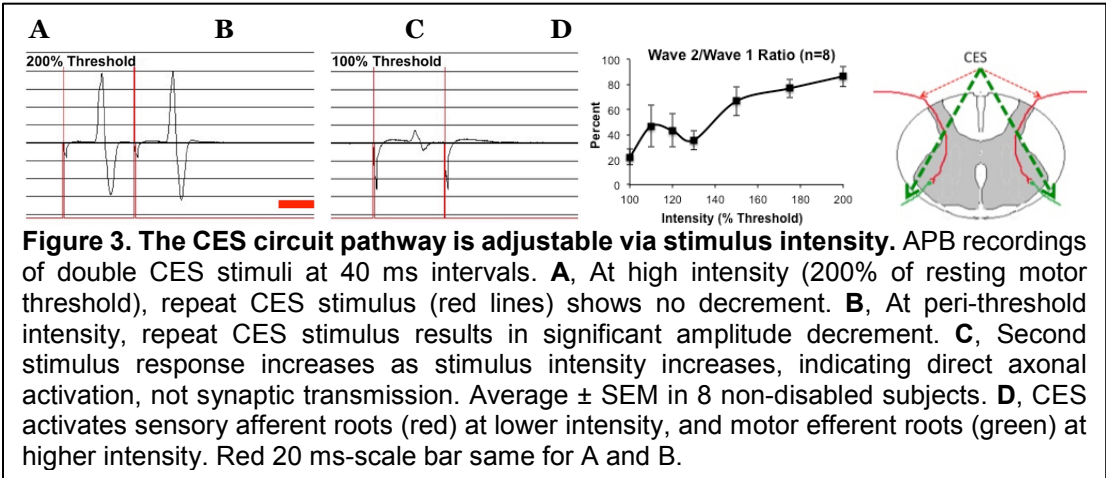 A B C D
200% Threshold
100% Threshold
Wave 2/Wave 1 Ratio (n=8)
Percent
100
80
60
40
20
0
100 120 140 160 180 200
Intensity (% Threshold)
CES
Figure 3. The CES circuit pathway is adjustable via stimulus intensity. APB recordings
of double CES stimuli at 40 ms intervals. A, At high intensity (200% of resting motor
threshold), repeat CES stimulus (red lines) shows no decrement. B, At peri-threshold
intensity, repeat CES stimulus results in significant amplitude decrement. C, Second
stimulus response increases as stimulus intensity increases, indicating direct axonal
activation, not synaptic transmission. Average ± SEM in 8 non-disabled subjects. D, CES
activates sensory afferent roots (red) at lower intensity, and motor efferent roots (green) at
higher intensity. Red 20 ms-scale bar same for A and B.